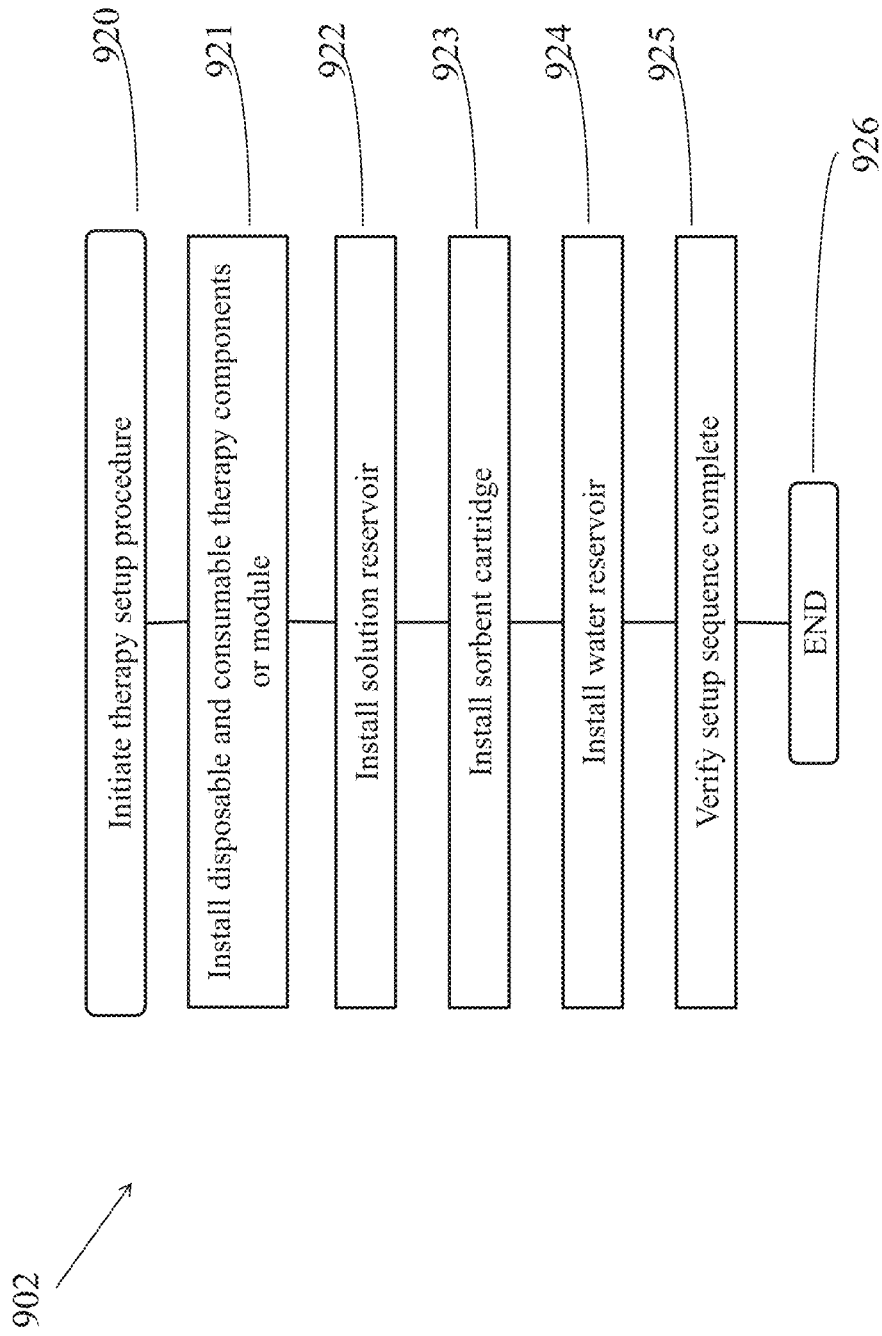 902
Initiate therapy setup procedure
920
Install disposable and consumable therapy components
or module
921
Install solution reservoir
922
Install sorbent cartridge
923
Install water reservoir
924
Verify setup sequence complete
925
END
926